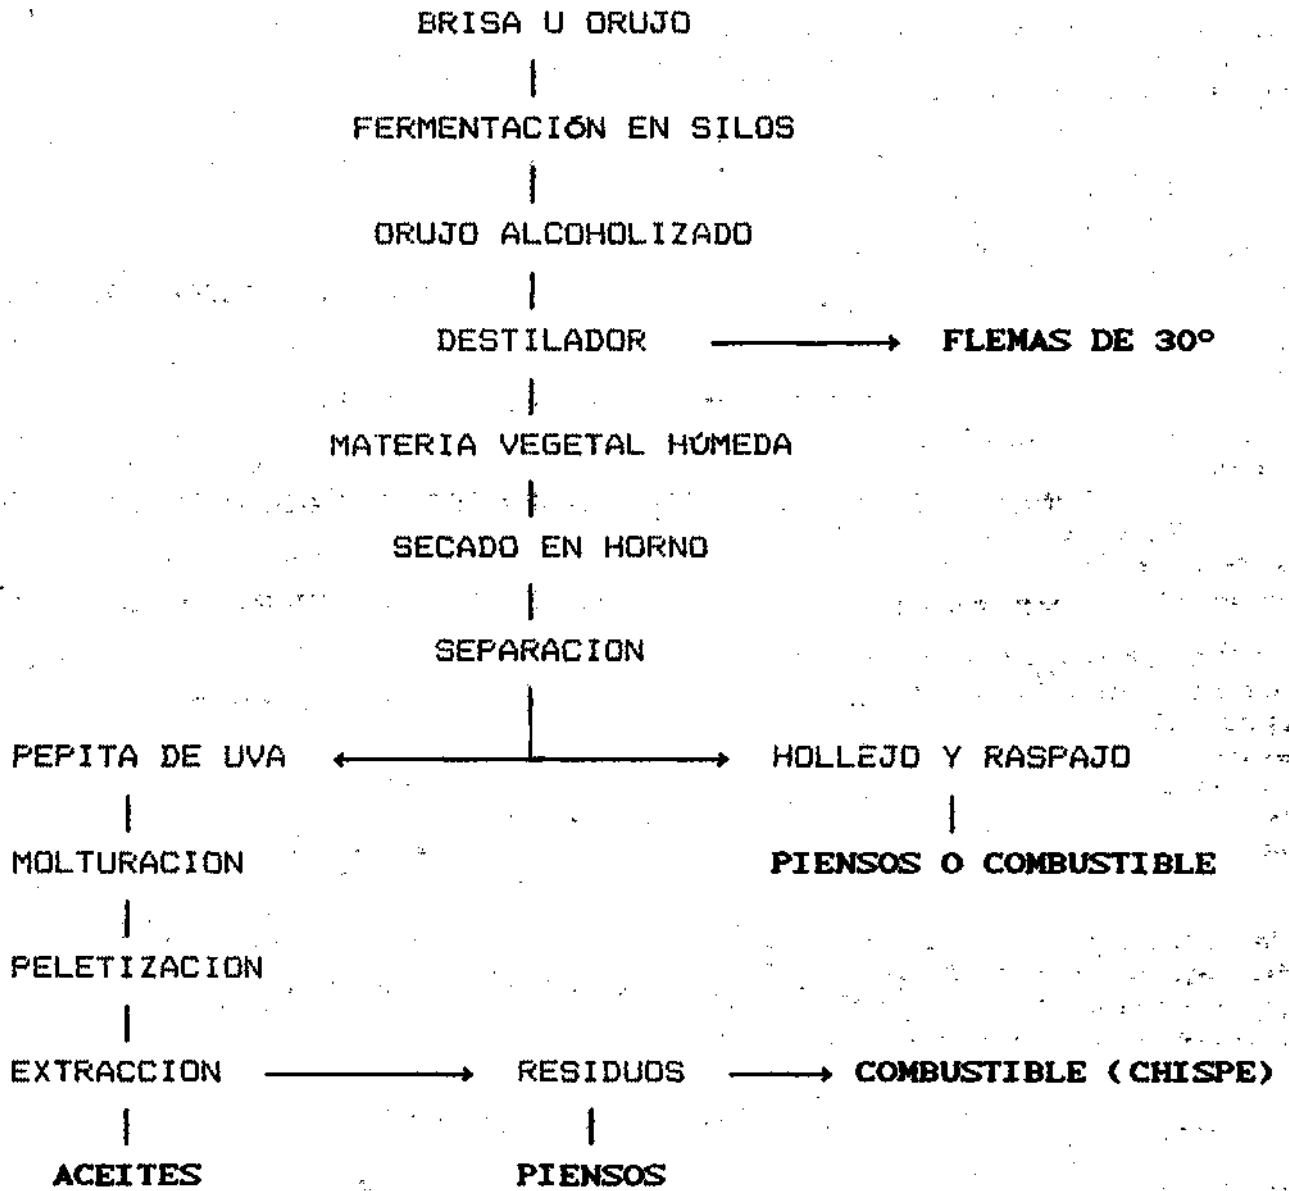 BRISA U ORUJO
FERMENTACIÓN EN SILOS
ORUJO ALCOHOLIZADO
DESTILADOR FLEMAS DE 30º
MATERIA VEGETAL HÚMEDA
SECADO EN HORNO
SEPARACION
PEPITA DE UVA HOLLEJO Y RASPAJO
MOLTURACION PIENSOS O COMBUSTIBLE
PELETIZACION
EXTRACCION RESIDUOS COMBUSTIBLE (CHISPE)
ACEITES PIENSOS